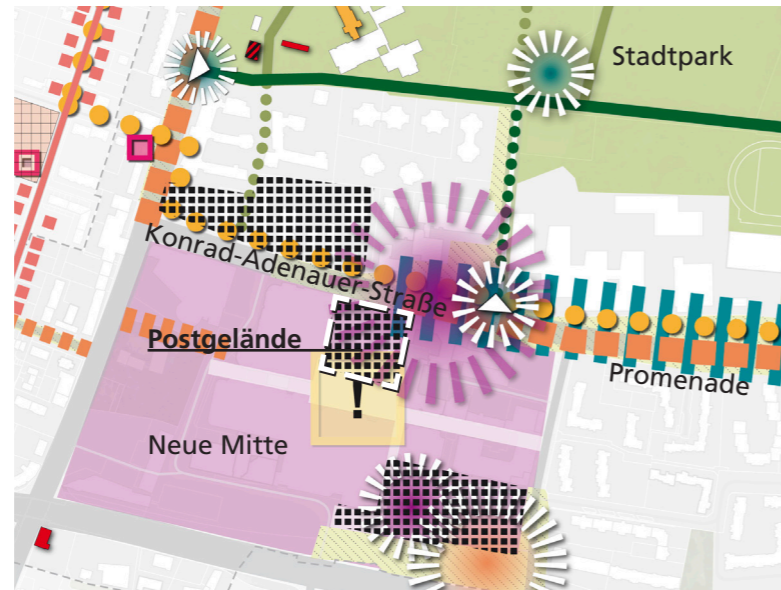 Stadtpark
Konrad-Adenauer-Straße
Postgelände
!
Promenade
Neue Mitte